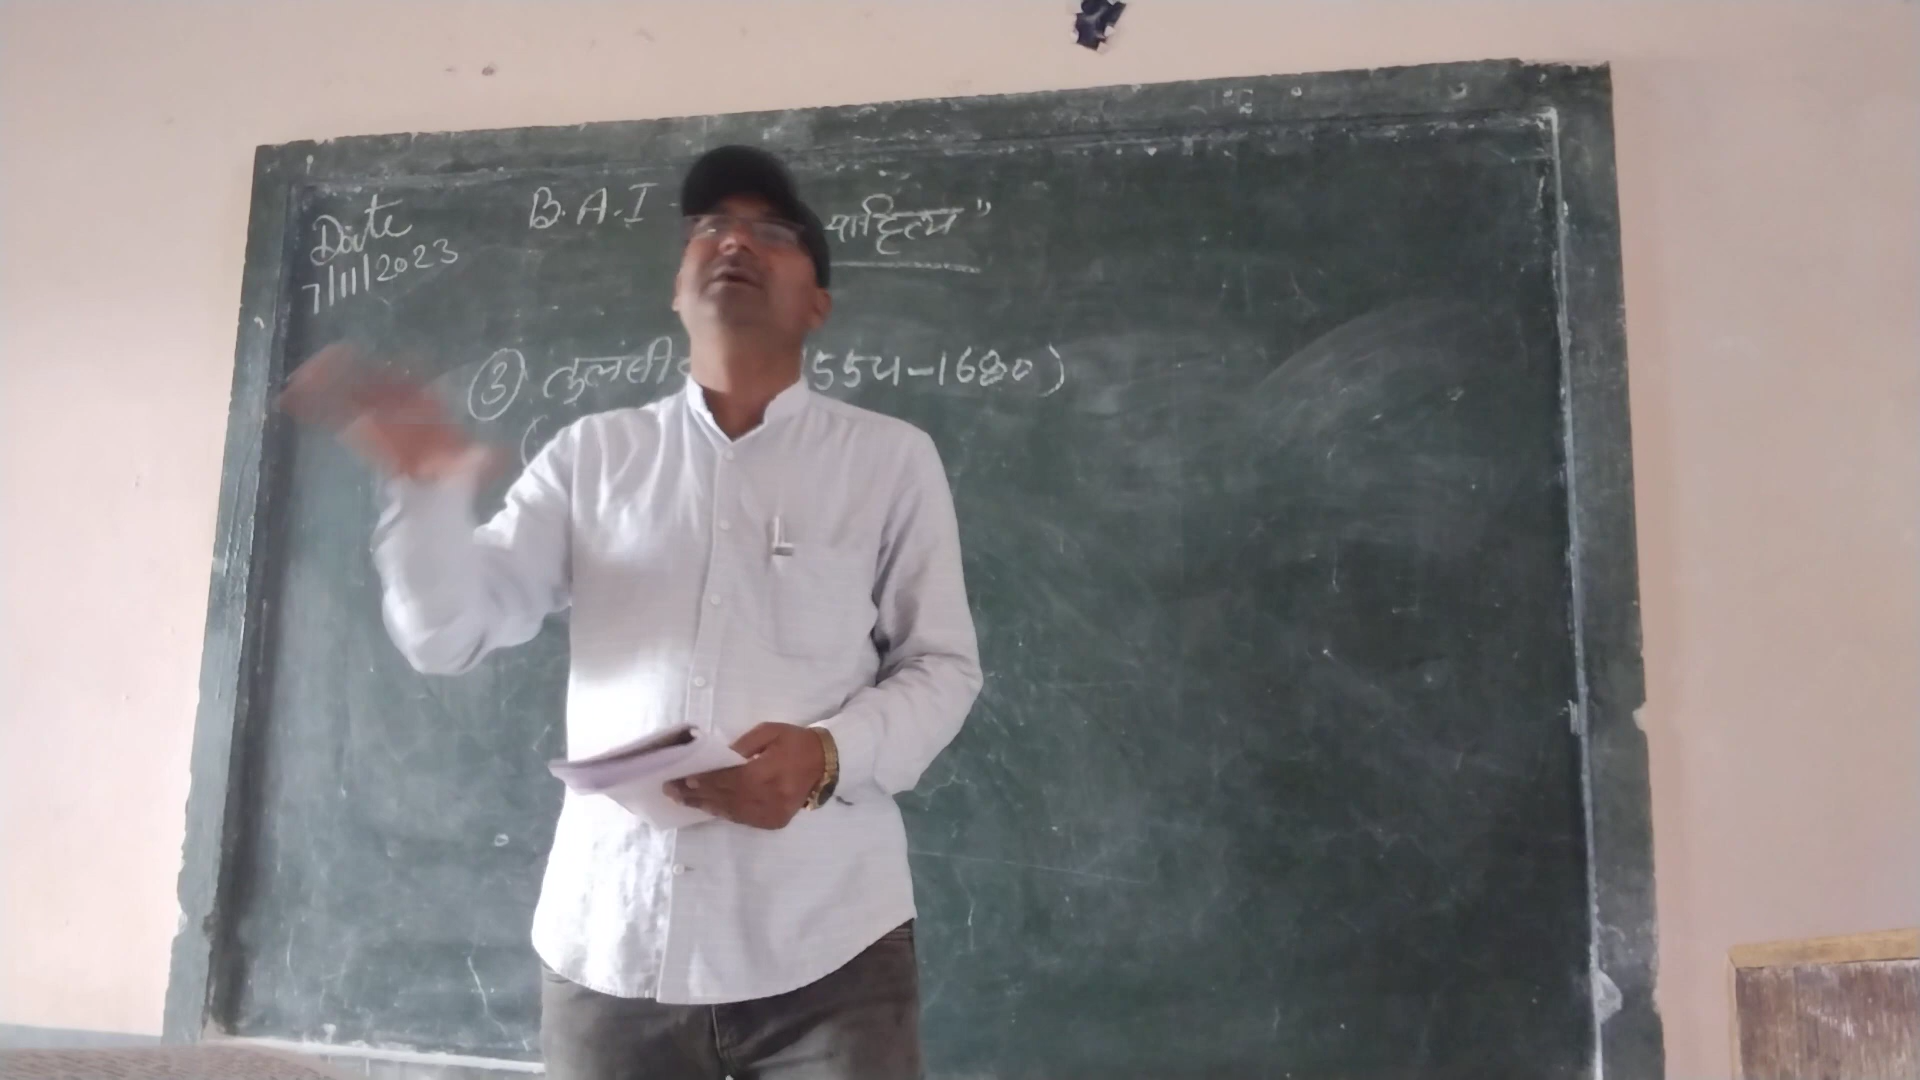 Date
7/11/2023
B.A.I - साहित्य"
③ तुलसी 1554-1680)
(